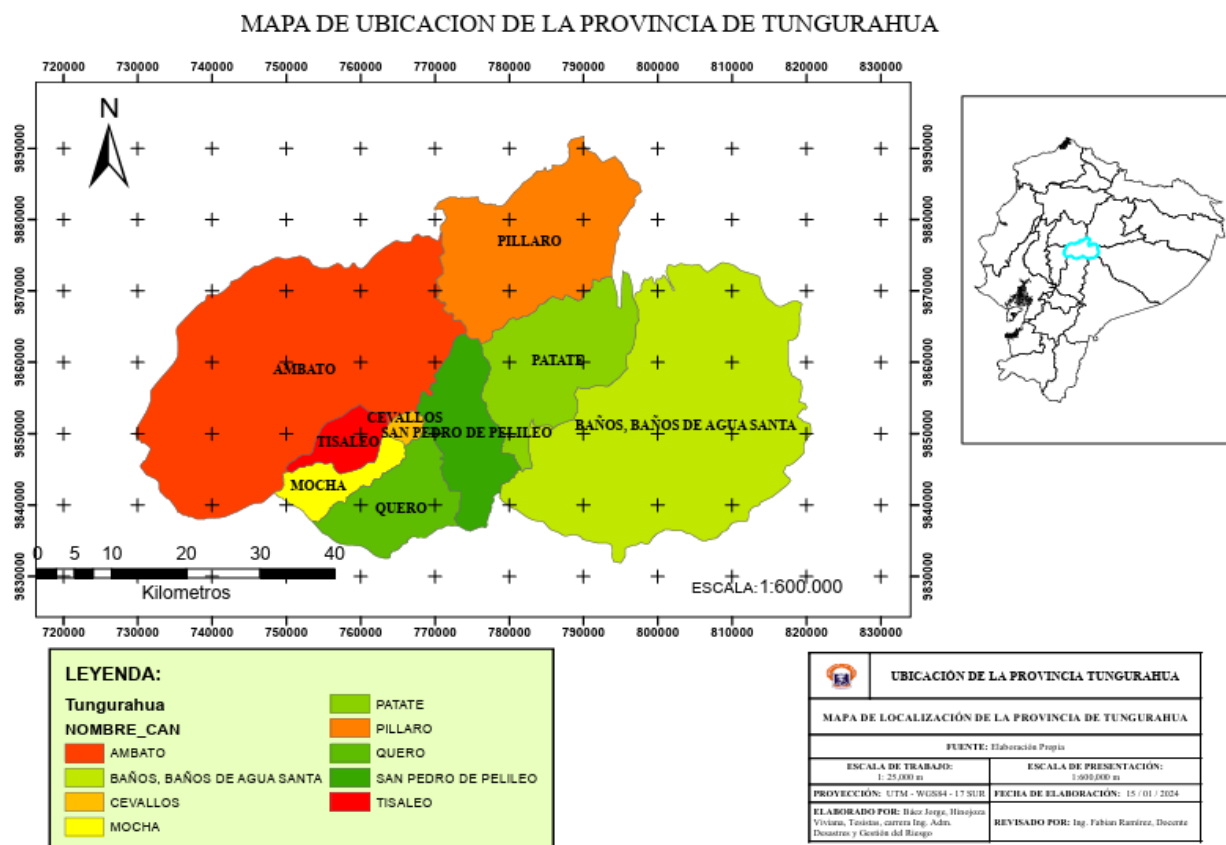 MAPA DE UBICACION DE LA PROVINCIA DE TUNGURAHUA
720000 730000 740000 750000 760000 770000 780000 790000 800000 810000 820000 830000
N
9890000 9890000
9880000 9880000
9870000 9870000
9860000 9860000
9850000 9850000
9840000 9840000
9830000 9830000
PILLARO
PATATE
AMBATO
CEVALLOS
BAÑOS, BAÑOS DE AGUA SANTA
SAN PEDRO DE PELILEO
TISALEO
MOCHA
QUERO
0 5 10 20 30 40
Kilometros
ESCALA: 1:600.000
720000 730000 740000 750000 760000 770000 780000 790000 800000 810000 820000 830000
LEYENDA:
Tungurahua
NOMBRE_CAN
AMBATO
BAÑOS, BAÑOS DE AGUA SANTA
CEVALLOS
MOCHA
PATATE
PILLARO
QUERO
SAN PEDRO DE PELILEO
TISALEO
UBICACIÓN DE LA PROVINCIA TUNGURAHUA
MAPA DE LOCALIZACIÓN DE LA PROVINCIA DE TUNGURAHUA
FUENTE: Elaboración Propia
ESCALA DE TRABAJO:
1: 25,000 m
ESCALA DE PRESENTACIÓN:
1:600,000 m
PROYECCIÓN: UTM - WGS84 - 17 SUR
FECHA DE ELABORACIÓN: 15 / 01 / 2024
ELABORADO POR: Báez Jorge, Hinojoza
Viviana, Tesistas, carrera Ing. Adm.
Desastres y Gestión del Riesgo
REVISADO POR: Ing. Fabian Ramírez, Docente